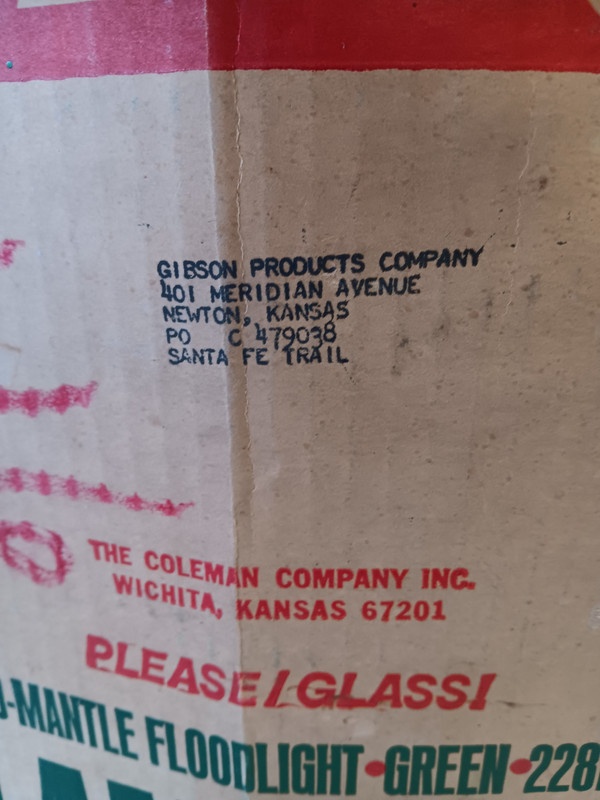 GIBSON PRODUCTS COMPANY
401 MERIDIAN AVENUE
NEWTON, KANSAS
PO C 479038
SANTA FE TRAIL
THE COLEMAN COMPANY INC.
WICHITA, KANSAS 67201
PLEASE/GLASS!
-MANTLE FLOODLIGHT•GREEN•228